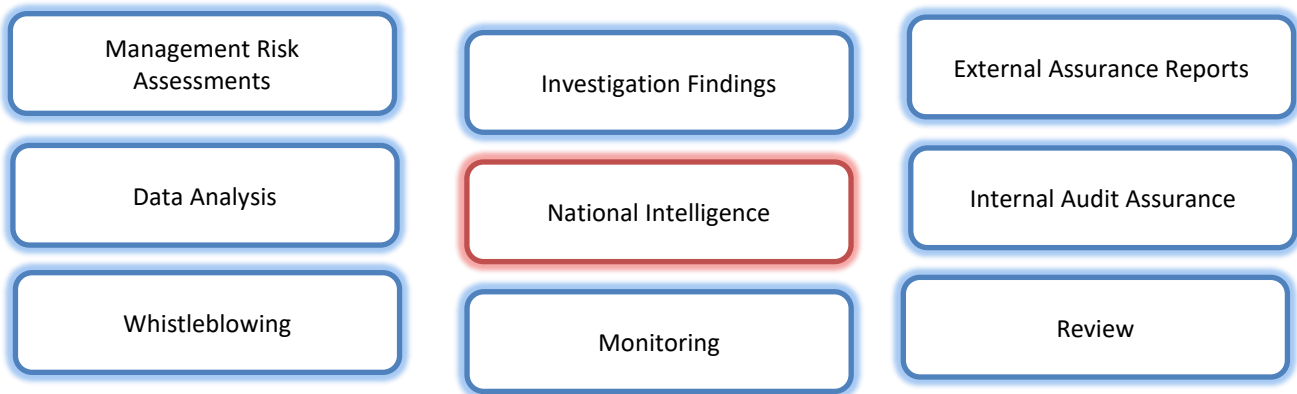 Management Risk
Assessments
Investigation Findings
External Assurance Reports
Data Analysis
National Intelligence
Internal Audit Assurance
Whistleblowing
Monitoring
Review